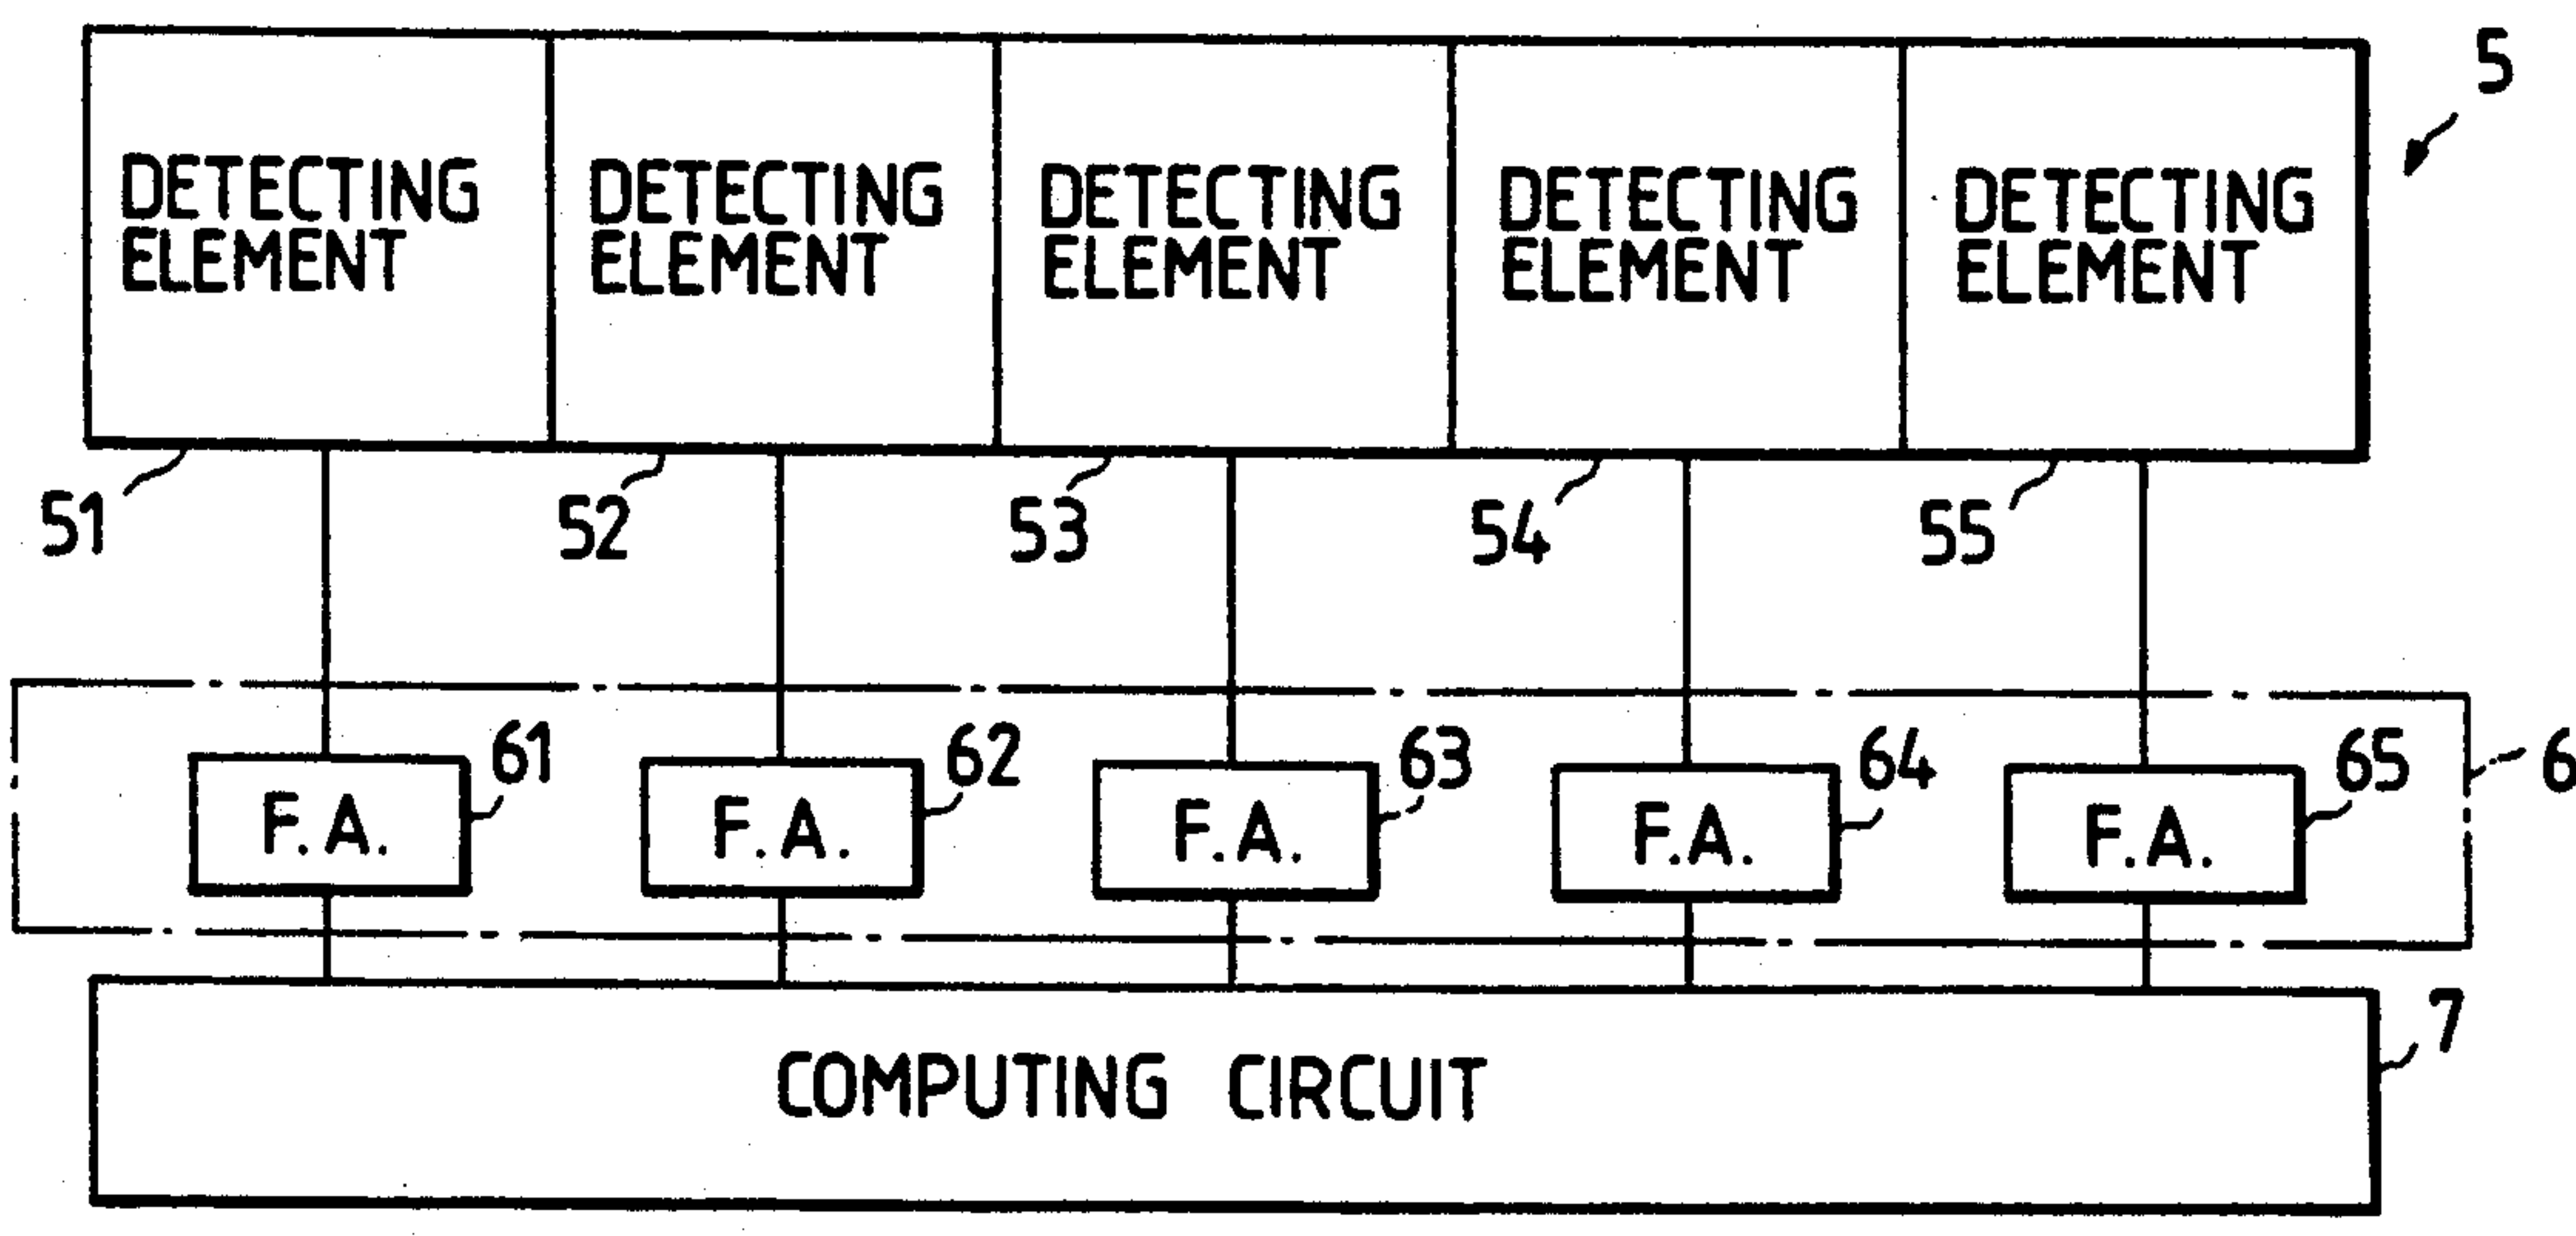 5
DETECTING
ELEMENT
DETECTING
ELEMENT
DETECTING
ELEMENT
DETECTING
ELEMENT
DETECTING
ELEMENT
51
52
53
54
55
61
62
63
64
65
6
F.A.
F.A.
F.A.
F.A.
F.A.
7
COMPUTING CIRCUIT